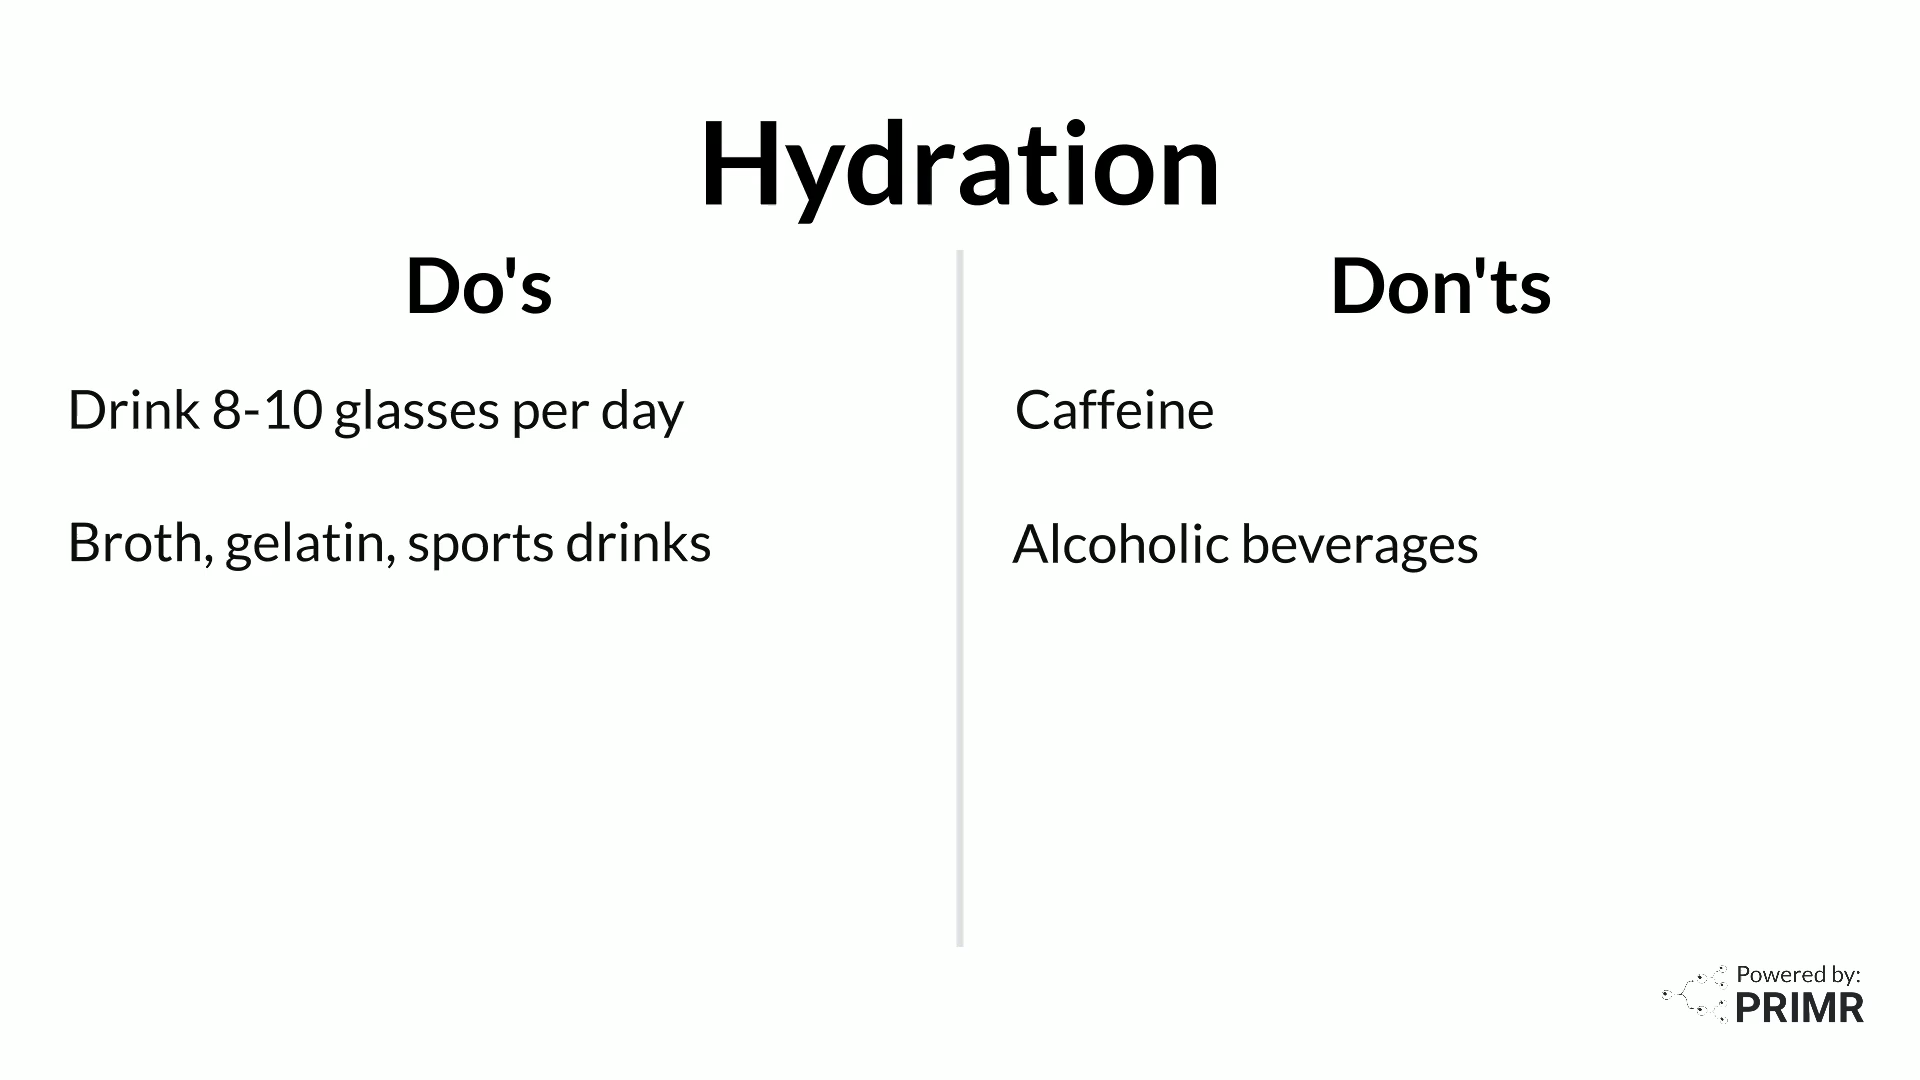 Hydration
Do's
Drink 8-10 glasses per day
Broth, gelatin, sports drinks
Don'ts
Caffeine
Alcoholic beverages
Powered by:
PRIMR